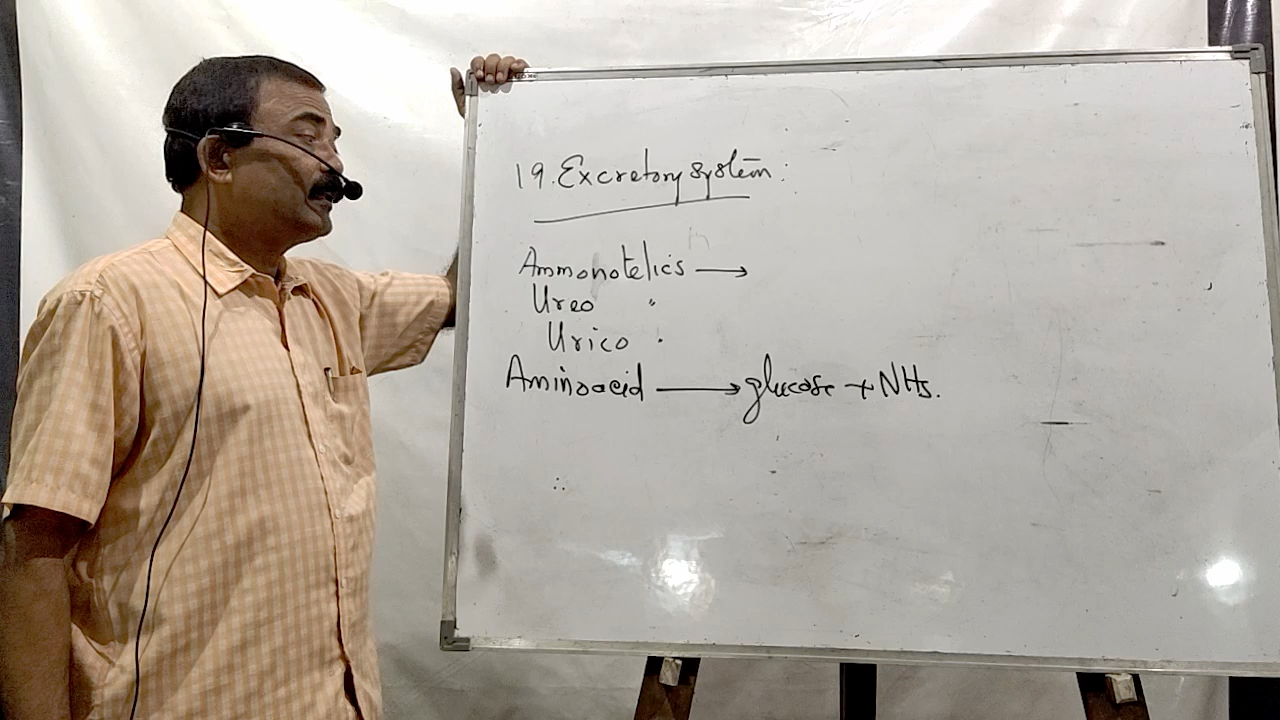 19. Excretory system:
Ammonotelics →
Ureo "
Urico "
Aminoacid → glucose + NH3.